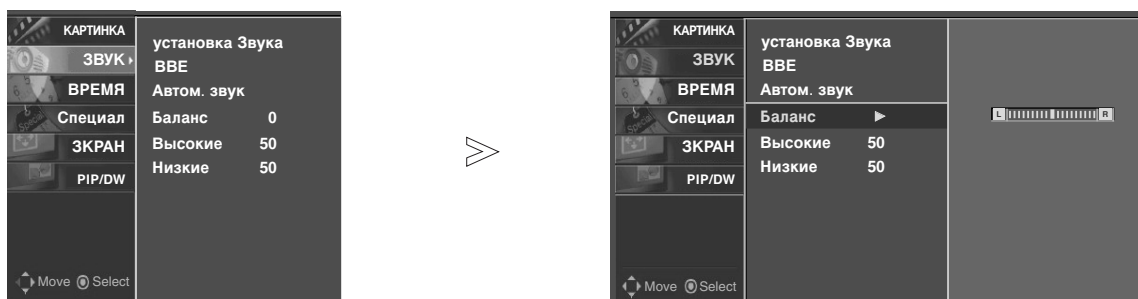 КАРТИНКА
ЗВУК
ВРЕМЯ
Специал
ЗКРАН
PIP/DW
Move Select
установка Звука
BBE
Автом. звук
Баланс 0
Высокие 50
Низкие 50
КАРТИНКА
ЗВУК
ВРЕМЯ
Специал
ЗКРАН
PIP/DW
Move Select
установка Звука
BBE
Автом. звук
Баланс
Высокие 50
Низкие 50
L R